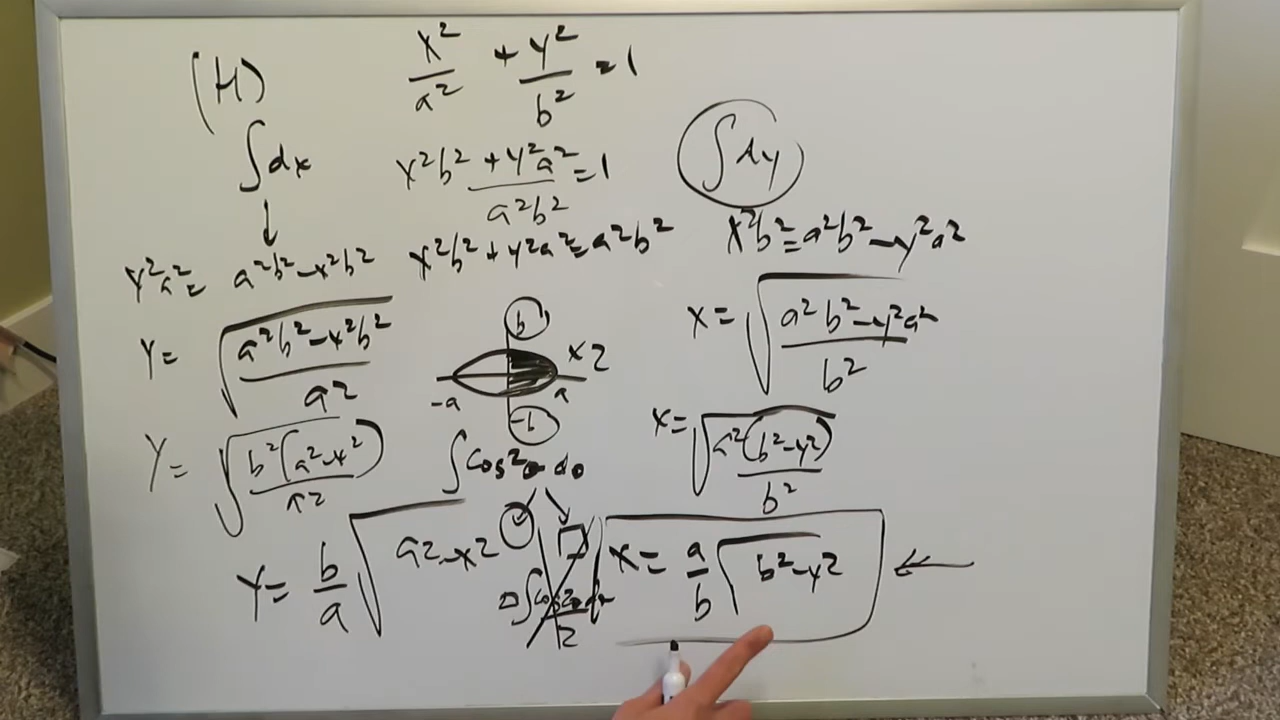 (H)
x²/a² + y²/b² = 1
∫dx
x²b² + y²a² / a²b² = 1
x²b² + y²a² = a²b²
y²a² = a²b² - x²b²
y = √(a²b² - x²b² / a²)
y = √(b²(a² - x²) / a²)
y = b/a √a² - x²
b
x 2
-a a
-b
∫cos²θ dθ
2
∫dy
x²b² = a²b² - y²a²
x = √(a²b² - y²a² / b²)
x = √(a²(b² - y²) / b²)
x = a/b √b² - y²